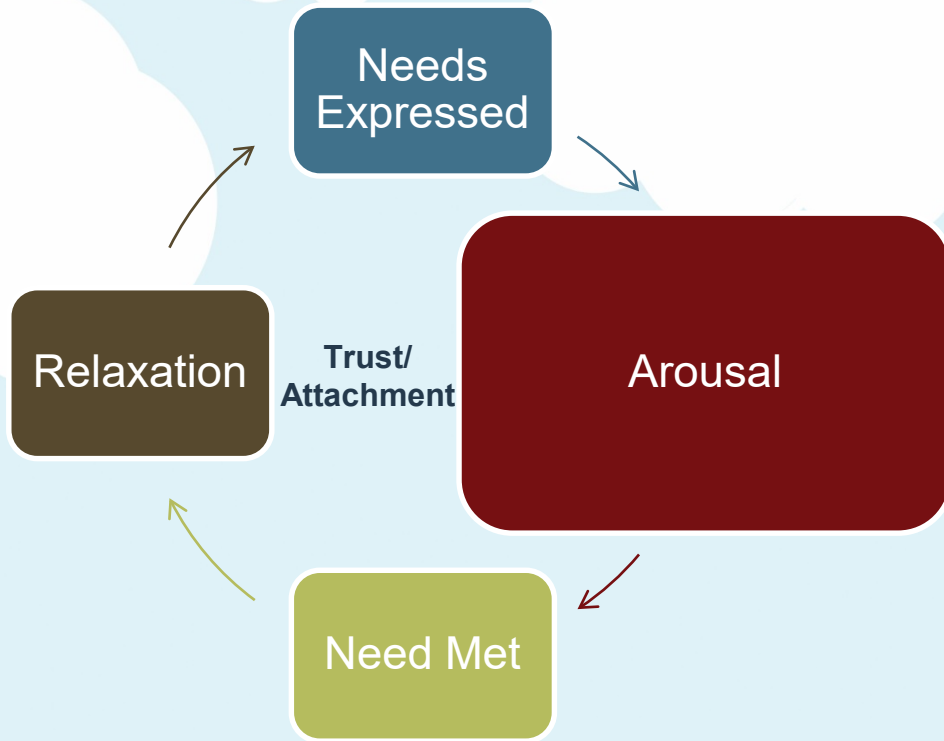 Needs
Expressed
Relaxation
Trust/
Attachment
Arousal
Need Met